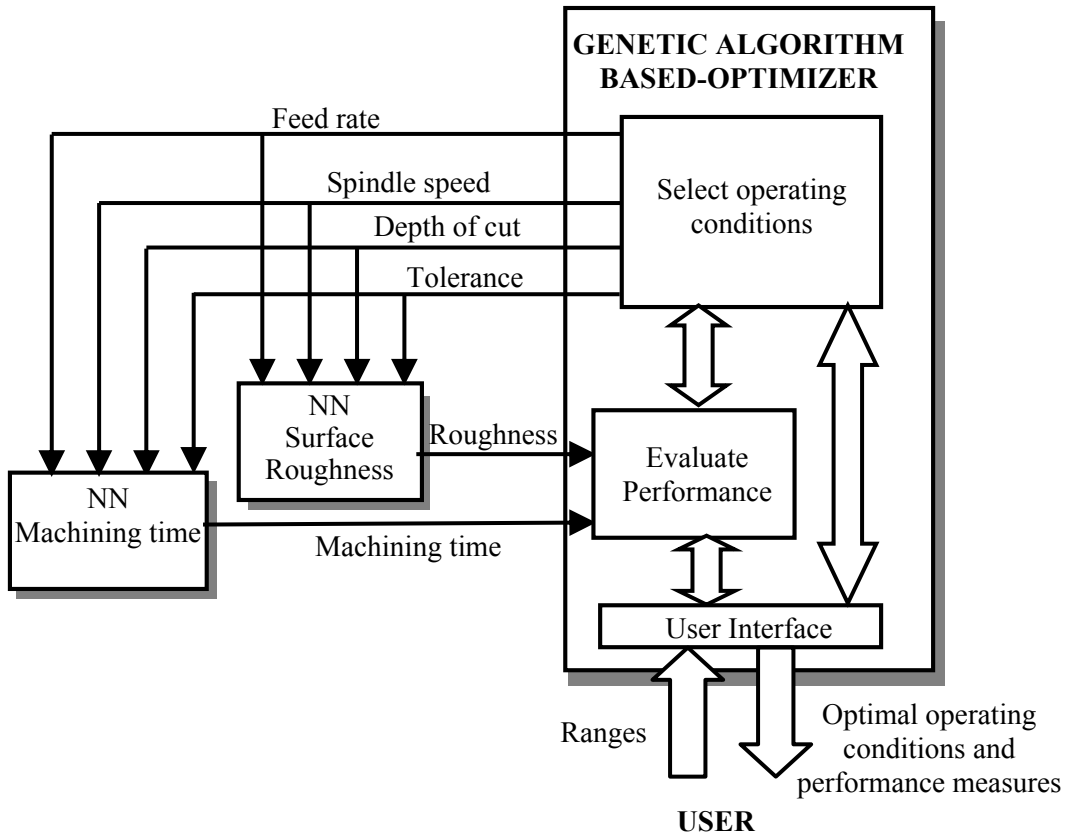 GENETIC ALGORITHM
BASED-OPTIMIZER
Feed rate
Spindle speed
Depth of cut
Tolerance
Select operating
conditions
NN
Surface
Roughness
Roughness
Evaluate
Performance
NN
Machining time
Machining time
User Interface
Ranges
Optimal operating
conditions and
performance measures
USER